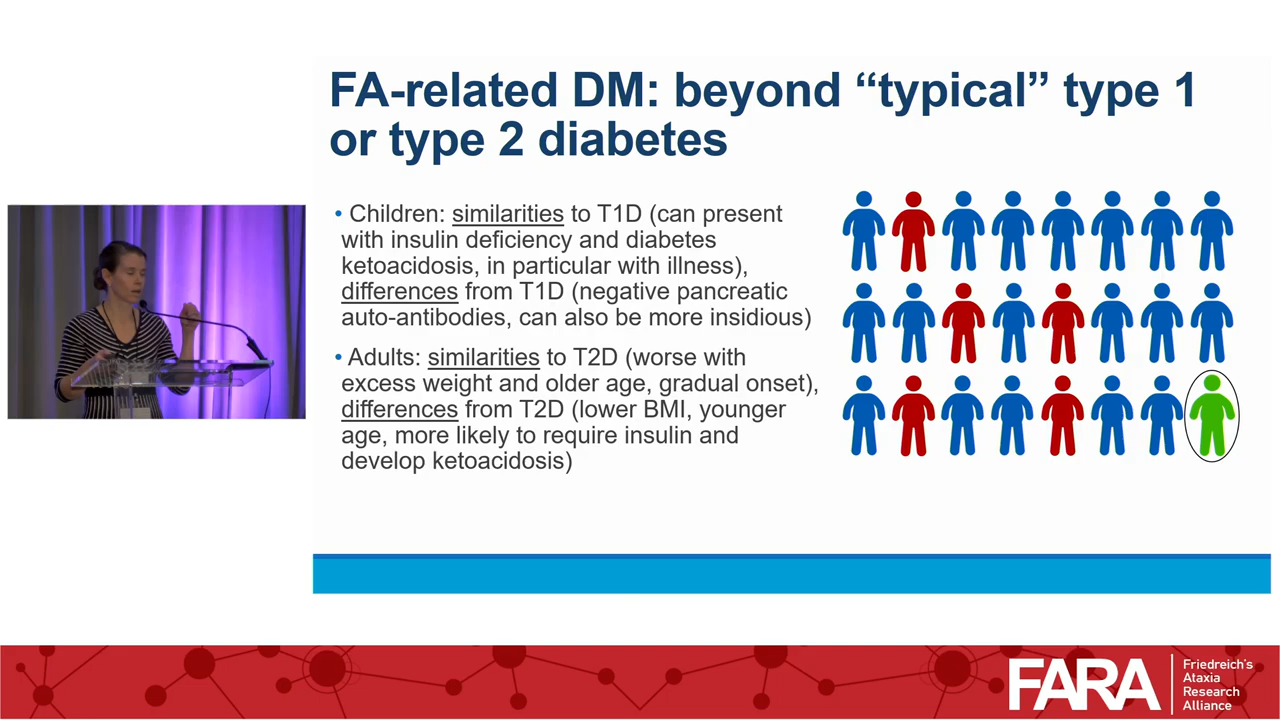 FA-related DM: beyond “typical” type 1
or type 2 diabetes
• Children: similarities to T1D (can present
with insulin deficiency and diabetes
ketoacidosis, in particular with illness),
differences from T1D (negative pancreatic
auto-antibodies, can also be more insidious)
• Adults: similarities to T2D (worse with
excess weight and older age, gradual onset),
differences from T2D (lower BMI, younger
age, more likely to require insulin and
develop ketoacidosis)
FARA
Friedreich's
Ataxia
Research
Alliance